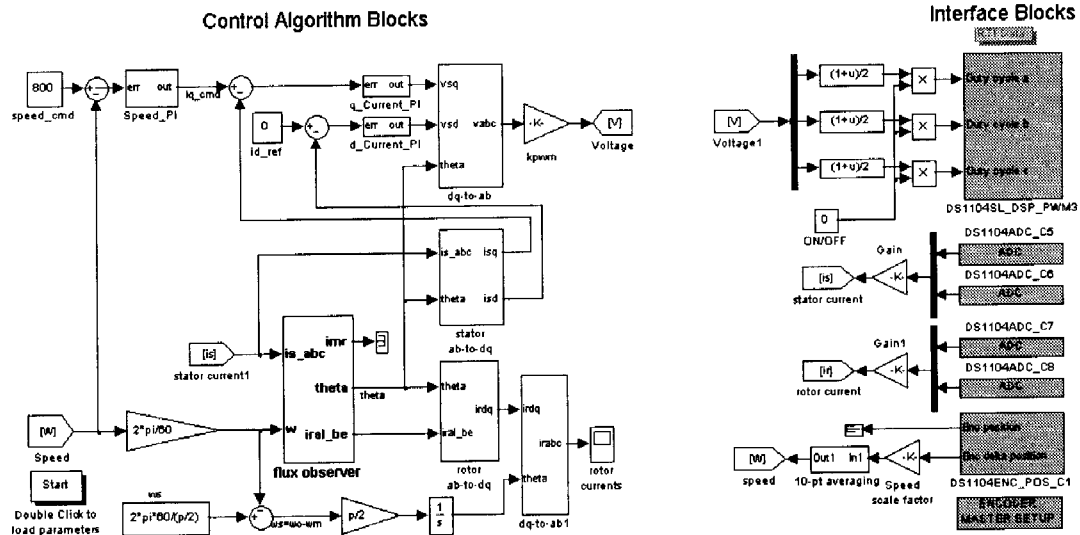 Control Algorithm Blocks
Interface Blocks
RTI Data
800
speed_cmd
err out
Speed_PI
iq_cmd
err out
q_Current_PI
0
id_ref
err out
d_Current_PI
vsq
vsd
vabc
theta
dq-to-ab
-K-
kpwm
[V]
Voltage
[V]
Voltage1
(1+u)/2
(1+u)/2
(1+u)/2
×
×
×
Duty cycle a
Duty cycle b
Duty cycle c
DS1104SL_DSP_PWM3
0
ON/OFF
is_abc
isq
theta
isd
stator
ab-to-dq
[is]
stator current1
is_abc
imr
theta
w
iral_be
flux observer
theta
theta
irdq
iral_be
rotor
ab-to-dq
irdq
irabc
theta
dq-to-ab1
rotor
currents
[W]
Speed
2*pi/60
Start
Double Click to
load parameters
2*pi*60/(p/2)
ws=wo-wm
p/2
1
s
DS1104ADC_C5
ADC
DS1104ADC_C6
ADC
Gain
-K-
[is]
stator current
DS1104ADC_C7
ADC
DS1104ADC_C8
ADC
Gain1
-K-
[ir]
rotor current
Enc position
Enc delta position
DS1104ENC_POS_C1
[W]
speed
Out1 In1
10-pt averaging
-K-
Speed
scale factor
ENCODER
MASTER SETUP